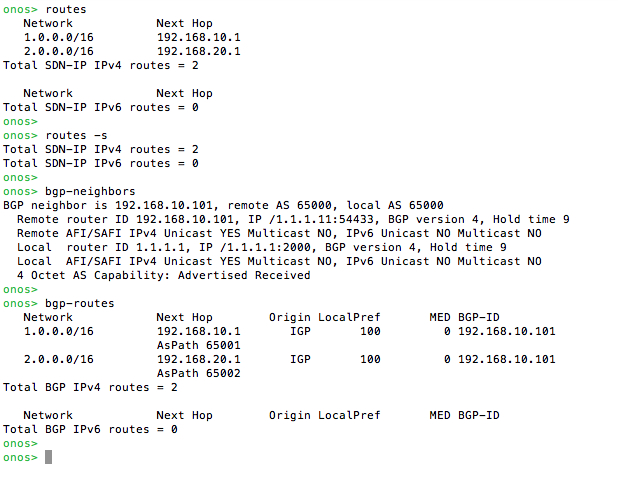 onos> routes
   Network            Next Hop
   1.0.0.0/16         192.168.10.1
   2.0.0.0/16         192.168.20.1
Total SDN-IP IPv4 routes = 2

   Network            Next Hop
Total SDN-IP IPv6 routes = 0
onos>
onos> routes -s
Total SDN-IP IPv4 routes = 2
Total SDN-IP IPv6 routes = 0
onos>
onos> bgp-neighbors
BGP neighbor is 192.168.10.101, remote AS 65000, local AS 65000
  Remote router ID 192.168.10.101, IP /1.1.1.11:54433, BGP version 4, Hold time 9
  Remote AFI/SAFI IPv4 Unicast YES Multicast NO, IPv6 Unicast NO Multicast NO
  Local  router ID 1.1.1.1, IP /1.1.1.1:2000, BGP version 4, Hold time 9
  Local  AFI/SAFI IPv4 Unicast YES Multicast NO, IPv6 Unicast NO Multicast NO
  4 Octet AS Capability: Advertised Received
onos>
onos> bgp-routes
   Network            Next Hop        Origin LocalPref       MED BGP-ID
   1.0.0.0/16         192.168.10.1       IGP       100         0 192.168.10.101
                      AsPath 65001
   2.0.0.0/16         192.168.20.1       IGP       100         0 192.168.10.101
                      AsPath 65002
Total BGP IPv4 routes = 2

   Network            Next Hop        Origin LocalPref       MED BGP-ID
Total BGP IPv6 routes = 0
onos>
onos>